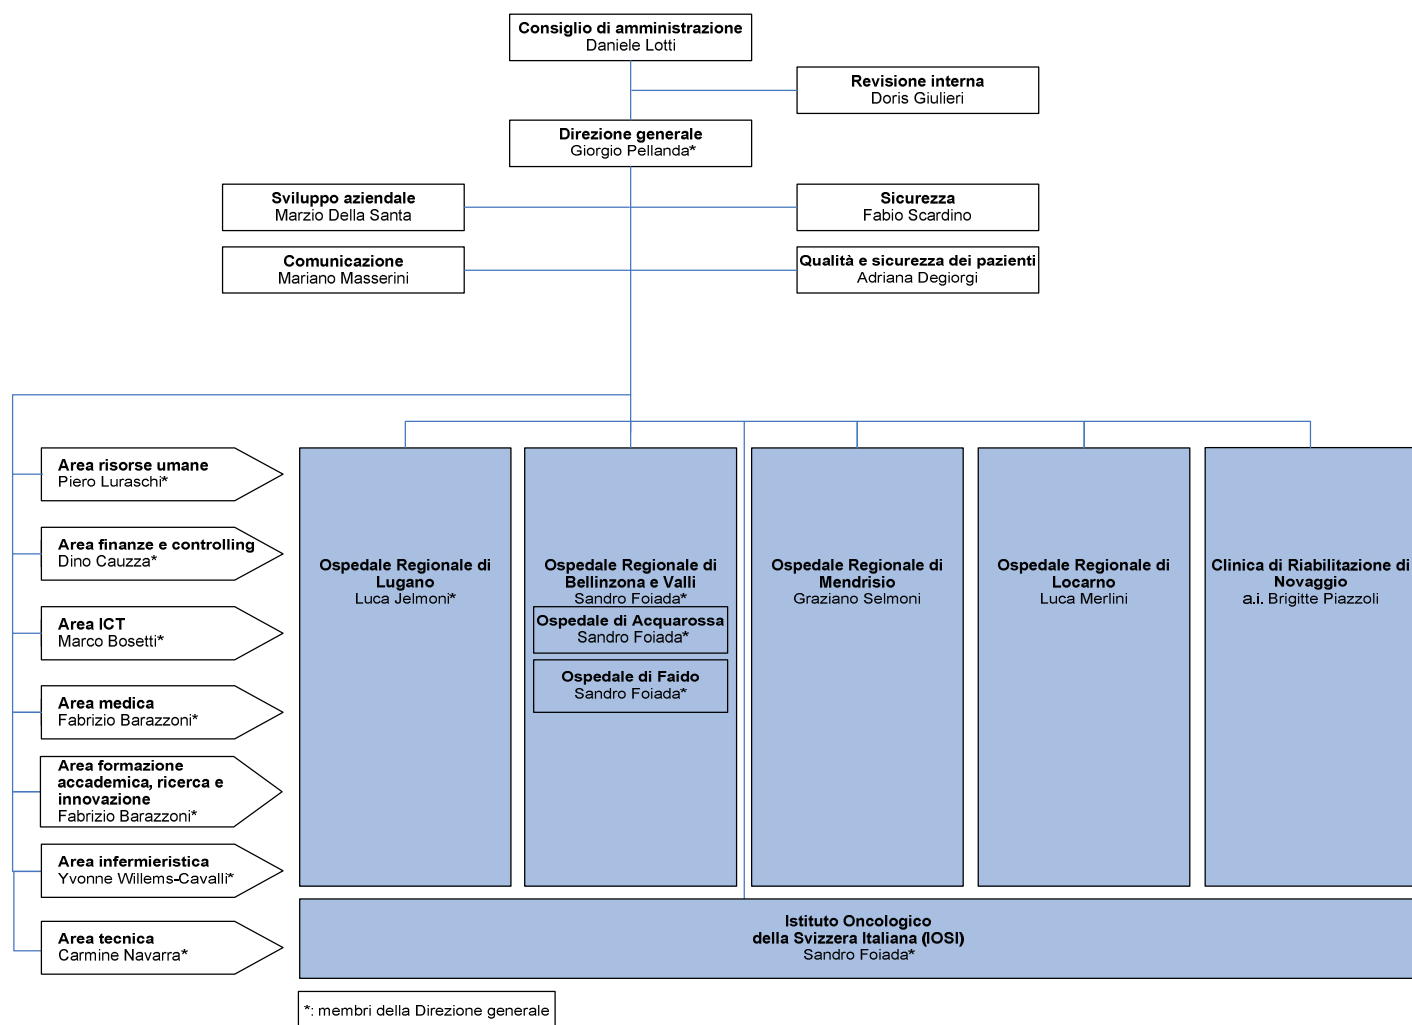 Consiglio di amministrazione
Daniele Lotti
Revisione interna
Doris Giulieri
Direzione generale
Giorgio Pellanda*
Sviluppo aziendale
Marzio Della Santa
Sicurezza
Fabio Scardino
Comunicazione
Mariano Masserini
Qualità e sicurezza dei pazienti
Adriana Degiorgi
Area risorse umane
Piero Luraschi*
Area finanze e controlling
Dino Cauzza*
Area ICT
Marco Bosetti*
Area medica
Fabrizio Barazzoni*
Area formazione
accademica, ricerca e
innovazione
Fabrizio Barazzoni*
Area infermieristica
Yvonne Willems-Cavalli*
Area tecnica
Carmine Navarra*
Ospedale Regionale di
Lugano
Luca Jelmoni*
Ospedale Regionale di
Bellinzona e Valli
Sandro Foiada*
Ospedale di Acquarossa
Sandro Foiada*
Ospedale di Faido
Sandro Foiada*
Ospedale Regionale di
Mendrisio
Graziano Selmoni
Ospedale Regionale di
Locarno
Luca Merlini
Clinica di Riabilitazione di
Novaggio
a.i. Brigitte Piazzoli
Istituto Oncologico
della Svizzera Italiana (IOSI)
Sandro Foiada*
*: membri della Direzione generale